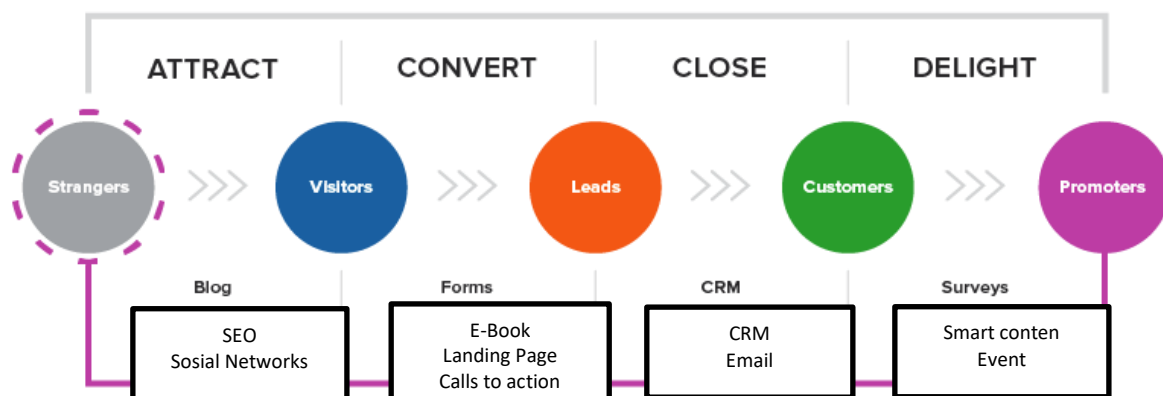 ATTRACT CONVERT CLOSE DELIGHT
Strangers Visitors Leads Customers Promoters
Blog Forms CRM Surveys
SEO
Sosial Networks
E-Book
Landing Page
Calls to action
CRM
Email
Smart conten
Event